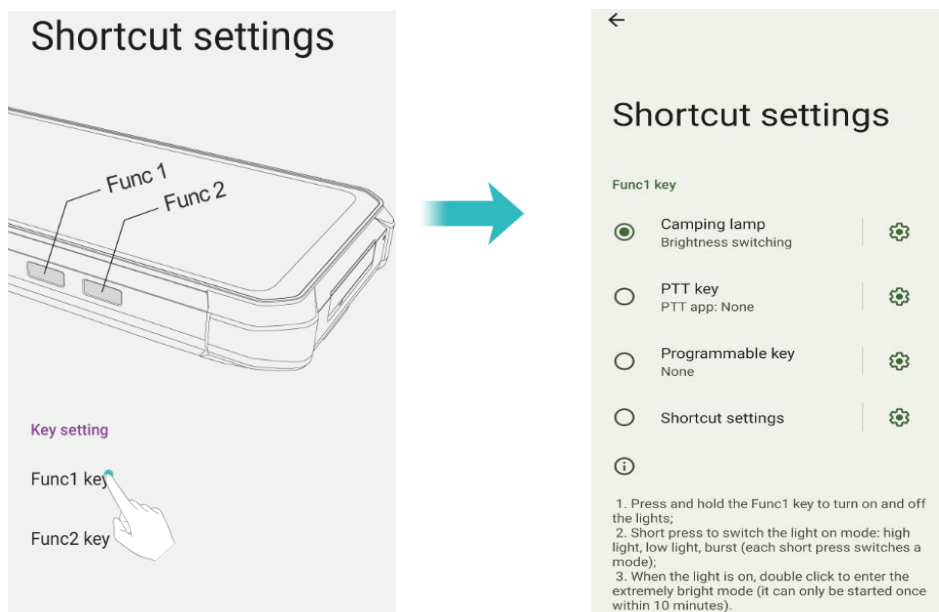 Shortcut settings
Func 1
Func 2
Key setting
Func1 key
Func2 key
Shortcut settings
Func1 key
Camping lamp
Brightness switching
PTT key
PTT app: None
Programmable key
None
Shortcut settings
1. Press and hold the Func1 key to turn on and off
the lights;
2. Short press to switch the light on mode: high
light, low light, burst (each short press switches a
mode);
3. When the light is on, double click to enter the
extremely bright mode (it can only be started once
within 10 minutes).